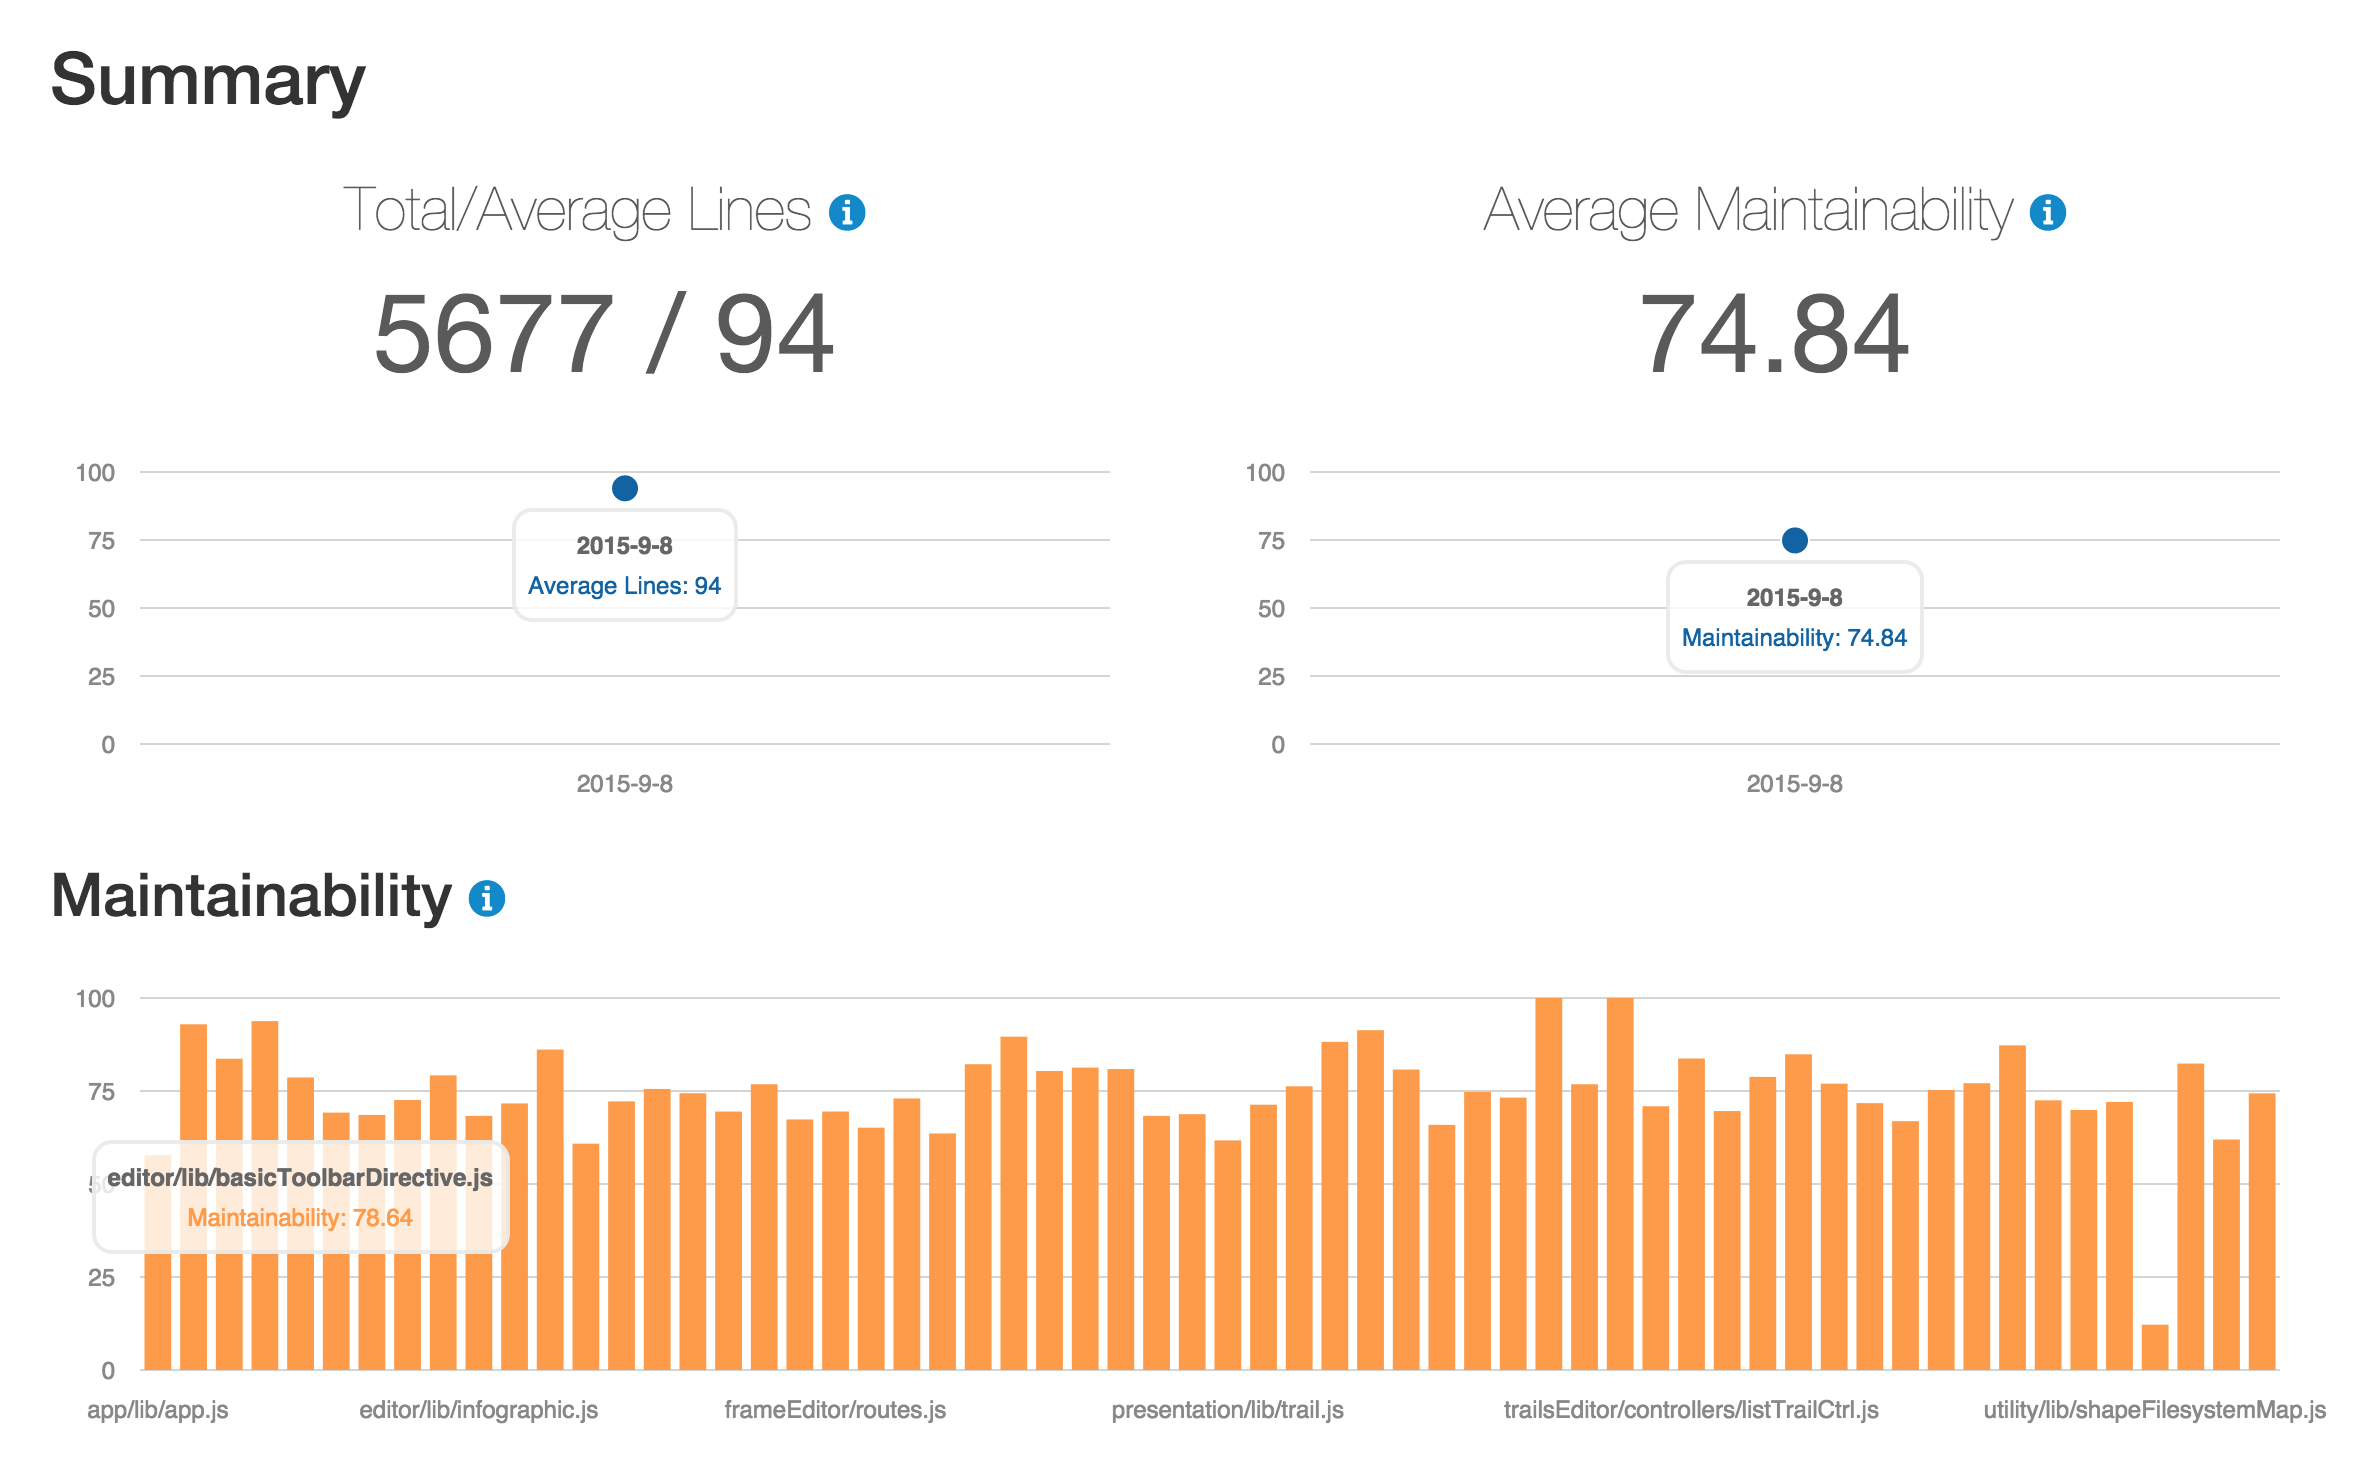 Summary
Total/Average Lines
Average Maintainability
5677 / 94
74.84
100
75
50
25
0
2015-9-8
Average Lines: 94
2015-9-8
100
75
50
25
0
2015-9-8
Maintainability: 74.84
2015-9-8
Maintainability
100
75
50
25
0
editor/lib/basicToolbarDirective.js
Maintainability: 78.64
app/lib/app.js
editor/lib/infographic.js
frameEditor/routes.js
presentation/lib/trail.js
trailsEditor/controllers/listTrailCtrl.js
utility/lib/shapeFilesystemMap.js